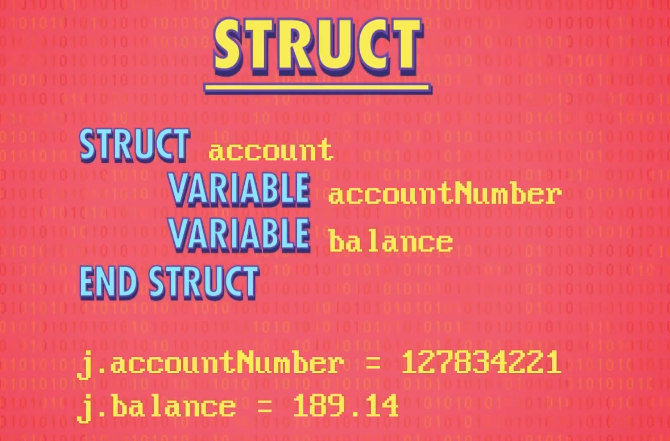 STRUCT
STRUCT account
VARIABLE accountNumber
VARIABLE balance
END STRUCT
j.accountNumber = 127834221
j.balance = 189.14